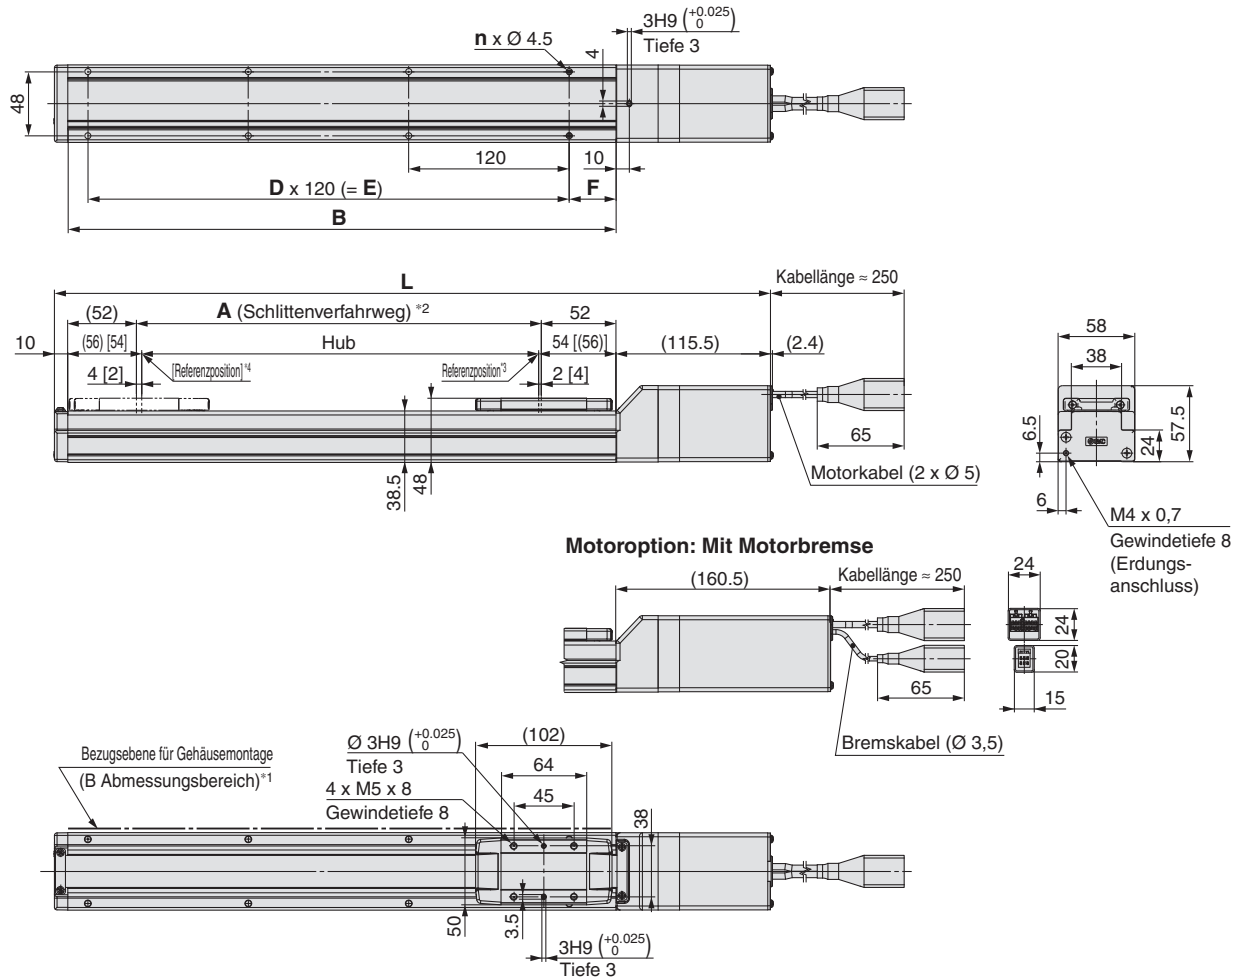 3H9 (+0.025 0)
Tiefe 3
n x Ø 4.5
4
48
120
10
D x 120 (= E)
F
B
L
Kabellänge ≈ 250
(52)
A (Schlittenverfahrweg) *2
52
10
(56) [54]
Hub
54 [(56)]
(115.5)
(2.4)
4 [2]
[Referenzposition]*4
Referenzposition*3
2 [4]
58
38
6.5
57.5
24
65
38.5
48
Motorkabel (2 x Ø 5)
6
M4 x 0,7
Gewindetiefe 8
(Erdungs-
anschluss)
Motoroption: Mit Motorbremse
(160.5)
Kabellänge ≈ 250
24
24
20
65
15
Bremskabel (Ø 3,5)
Bezugsebene für Gehäusemontage
(B Abmessungsbereich)*1
Ø 3H9 (+0.025 0)
Tiefe 3
4 x M5 x 8
Gewindetiefe 8
(102)
64
45
38
50
3.5
3H9 (+0.025 0)
Tiefe 3